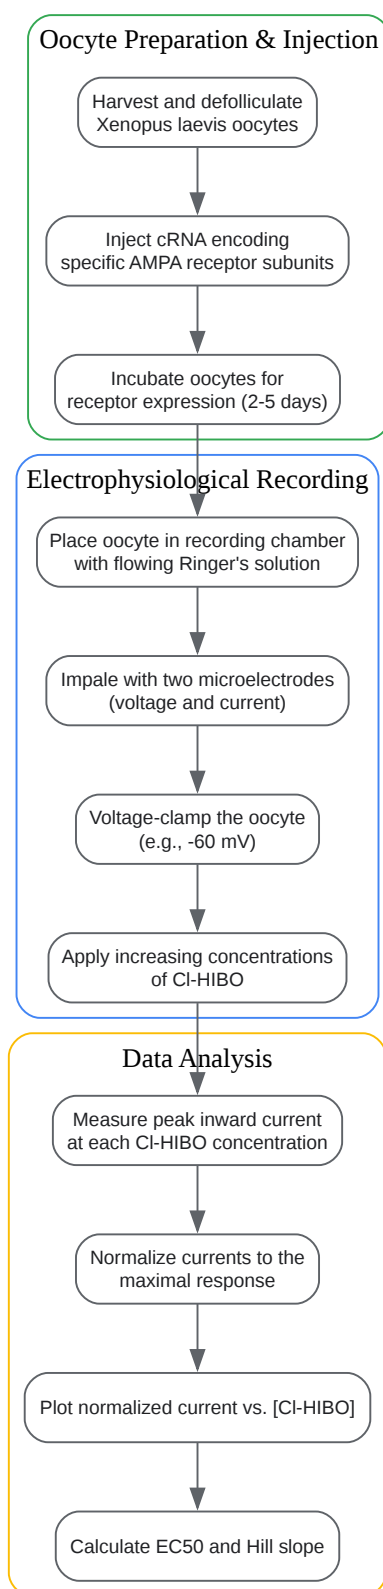 Oocyte Preparation & Injection
Harvest and defolliculate
Xenopus laevis oocytes
Inject cRNA encoding
specific AMPA receptor subunits
Incubate oocytes for
receptor expression (2-5 days)
Electrophysiological Recording
Place oocyte in recording chamber
with flowing Ringer's solution
Impale with two microelectrodes
(voltage and current)
Voltage-clamp the oocyte
(e.g., -60 mV)
Apply increasing concentrations
of Cl-HIBO
Data Analysis
Measure peak inward current
at each Cl-HIBO concentration
Normalize currents to the
maximal response
Plot normalized current vs. [Cl-HIBO]
Calculate EC50 and Hill slope